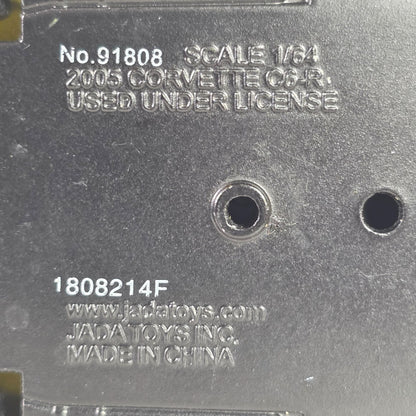 No.91808 SCALE 1/64
2005 CORVETTE C6-R
USED UNDER LICENSE
1808214F
www.jadatoys.com
JADA TOYS INC.
MADE IN CHINA